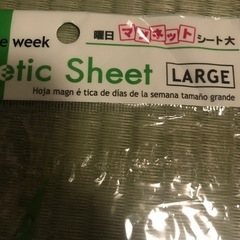 e week
曜日 マグネット シート大
etic Sheet LARGE
Hoja magn é tica de días de la semana tamaño grande